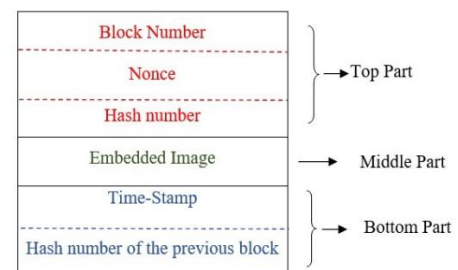 Block Number
Nonce
Top Part
Hash number
Embedded Image
Middle Part
Time-Stamp
Bottom Part
Hash number of the previous block